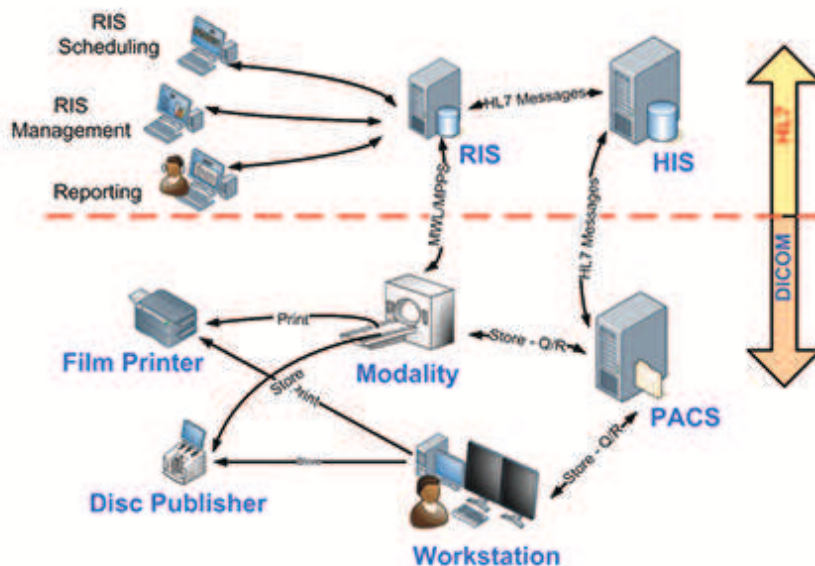 RIS
Scheduling
RIS
Management
Reporting
RIS
HL7 Messages
HIS
HL7
MWL/MPPS
HL7 Messages
DICOM
Film Printer
Print
Modality
Store - Q/R
PACS
Store
Print
Store
Disc Publisher
Store - Q/R
Workstation